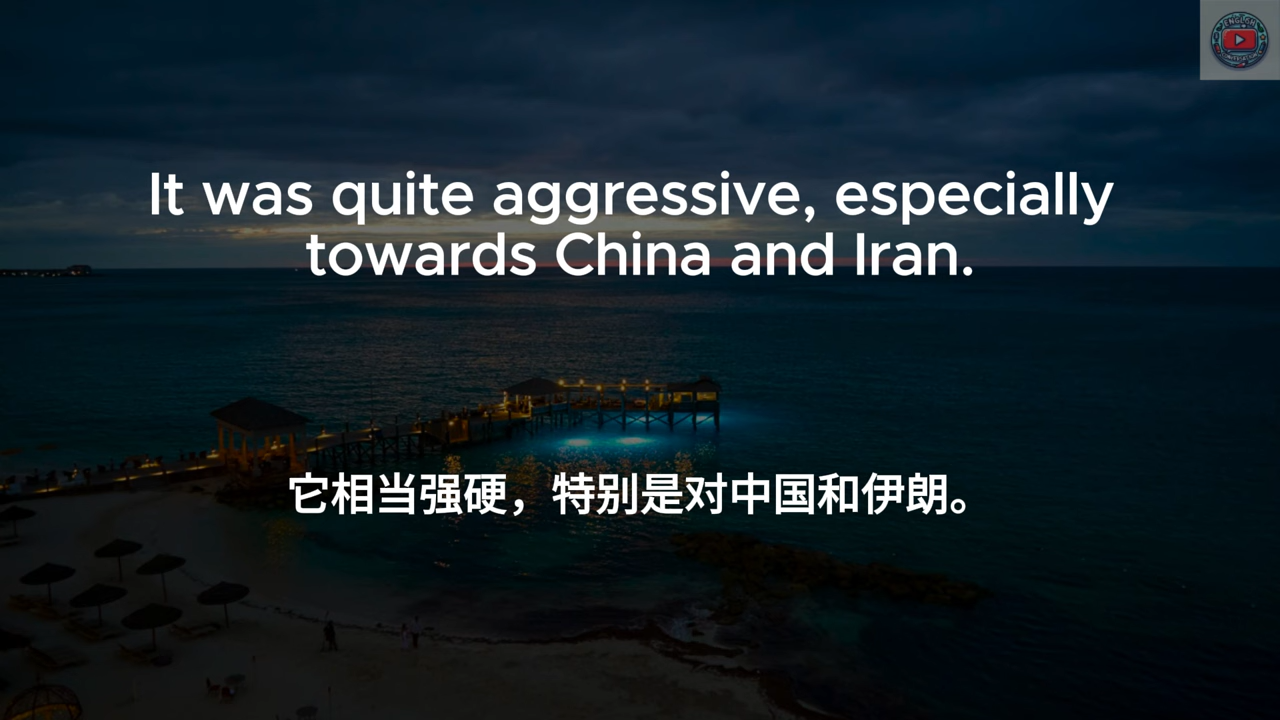 ENGLISH
It was quite aggressive, especially
towards China and Iran.
它相当强硬，特别是对中国和伊朗。